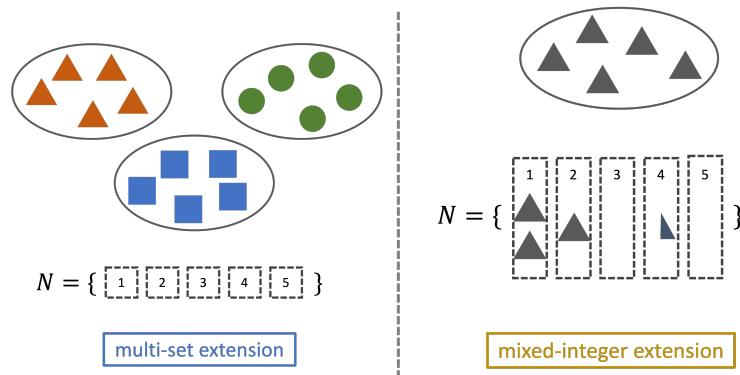 N = { 1 2 3 4 5 }
multi-set extension
N = { 1 2 3 4 5 }
mixed-integer extension